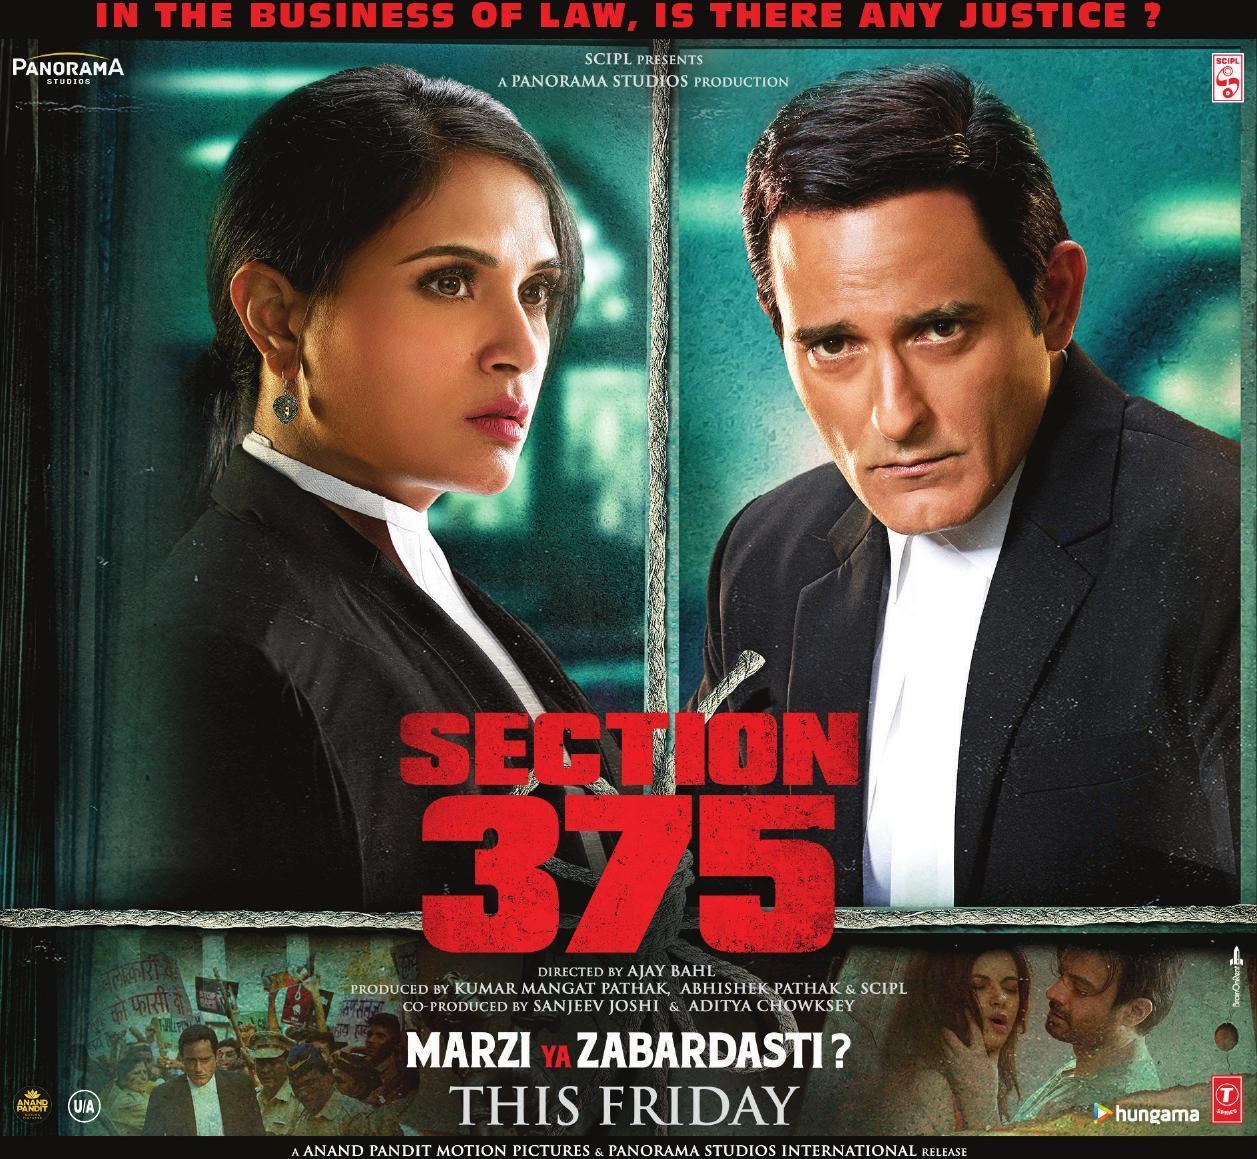 IN THE BUSINESS OF LAW, IS THERE ANY JUSTICE ?
PANORAMA
STUDIOS
SCIPL PRESENTS
A PANORAMA STUDIOS PRODUCTION
SCIPL
SECTION
375
DIRECTED BY AJAY BAHL
PRODUCED BY KUMAR MANGAT PATHAK, ABHISHEK PATHAK & SCIPL
CO-PRODUCED BY SANJEEV JOSHI & ADITYA CHOWKSEY
MARZI YA ZABARDASTI ?
THIS FRIDAY
को फांसी दो
ANAND
PANDIT
U/A
hungama
T
SERIES
A ANAND PANDIT MOTION PICTURES & PANORAMA STUDIOS INTERNATIONAL RELEASE